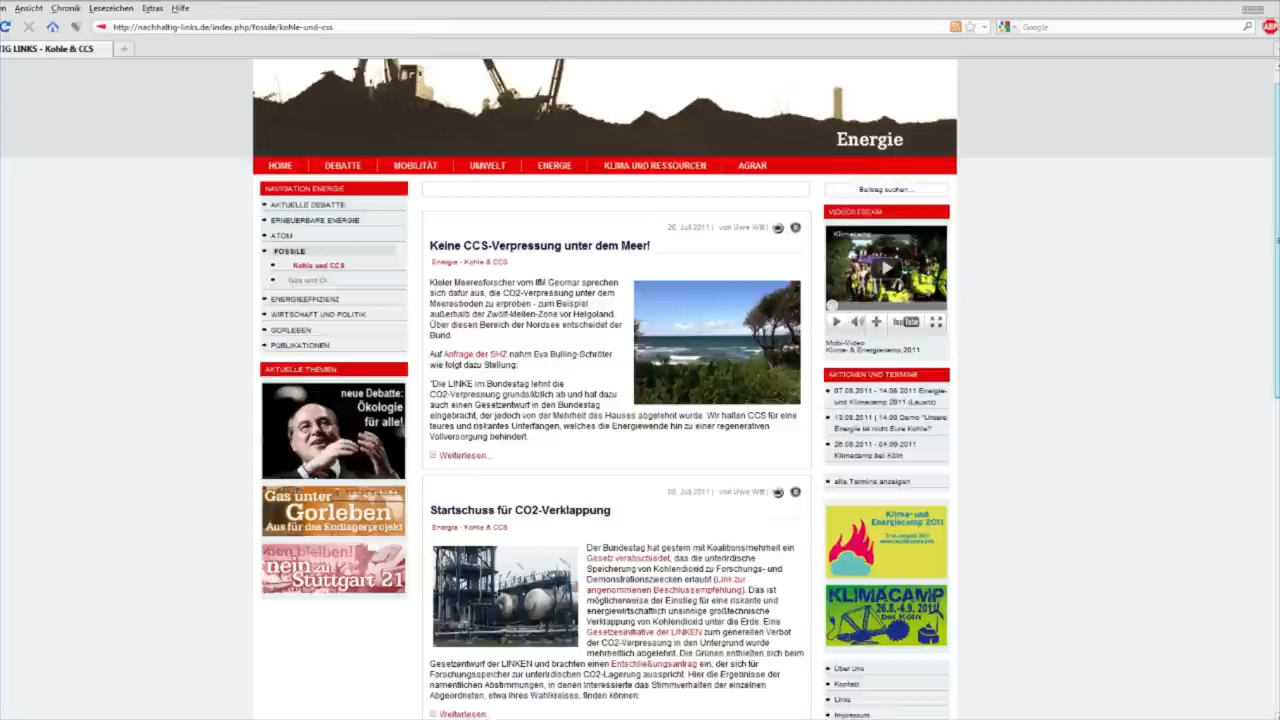 Ansicht Chronik Lesezeichen Extras Hilfe
http://nachhaltig-links.de/index.php/fossile/kohle-und-css
Google
ABP
TIG LINKS - Kohle & CCS
Energie
HOME DEBATTE MOBILITÄT UMWELT ENERGIE KLIMA UND RESSOURCEN AGRAR
NAVIGATION ENERGIE
AKTUELLE DEBATTE
ERNEUERBARE ENERGIE
ATOM
FOSSILE
Kohle und CCS
Gas und Öl
ENERGIEEFFIZIENZ
WIRTSCHAFT UND POLITIK
GORLEBEN
PUBLIKATIONEN
AKTUELLE THEMEN
neue Debatte:
Ökologie
für alle!
Gas unter
Gorleben
Aus für das Endlagerprojekt
oben bleiben!
nein zu
Stuttgart 21
26. Juli 2011 | von Uwe Witt |
Keine CCS-Verpressung unter dem Meer!
Energie - Kohle & CCS
Kieler Meeresforscher vom IfM Geomar sprechen
sich dafür aus, die CO2-Verpressung unter dem
Meeresboden zu erproben - zum Beispiel
außerhalb der Zwölf-Meilen-Zone vor Helgoland.
Über diesen Bereich der Nordsee entscheidet der
Bund.
Auf Anfrage der SHZ nahm Eva Bulling-Schröter
wie folgt dazu Stellung:
"Die LINKE im Bundestag lehnt die
CO2-Verpressung grundsätzlich ab und hat dazu
auch einen Gesetzentwurf in den Bundestag
eingebracht, der jedoch von der Mehrheit des Hauses abgelehnt wurde. Wir halten CCS für eine
teures und riskantes Unterfangen, welches die Energiewende hin zu einer regenerativen
Vollversorgung behindert.
Weiterlesen...
08. Juli 2011 | von Uwe Witt |
Startschuss für CO2-Verklappung
Energie - Kohle & CCS
Der Bundestag hat gestern mit Koalitionsmehrheit ein
Gesetz verabschiedet, das die unterirdische
Speicherung von Kohlendioxid zu Forschungs- und
Demonstrationszwecken erlaubt (Link zur
angenommenen Beschlussempfehlung). Das ist
möglicherweise der Einstieg für eine riskante und
energiewirtschaftlich unsinnige großtechnische
Verklappung von Kohlendioxid unter die Erde. Eine
Gesetzesinitiative der LINKEN zum generellen Verbot
der CO2-Verpressung in den Untergrund wurde
mehrheitlich abgelehnt. Die Grünen enthielten sich beim
Gesetzentwurf der LINKEN und brachten einen Entschließungsantrag ein, der sich für
Forschungsspeicher zur unterirdischen CO2-Lagerung ausspricht. Hier die Ergebnisse der
namentlichen Abstimmungen, in denen Interessierte das Stimmverhalten der einzelnen
Abgeordneten, etwa ihres Wahlkreises, finden können:
Weiterlesen...
Beitrag suchen...
VIDEOSTREAM
Klimacamp
YouTube
Mobi-Video
Klima- & Energiecamp 2011
AKTIONEN UND TERMINE
07.08.2011 - 14.08.2011 Energie-
und Klimacamp 2011 (Lausitz)
13.08.2011 | 14:00 Demo "Unsere
Energie ist nicht Eure Kohle!"
26.08.2011 - 04.09.2011
Klimacamp bei Köln
alle Termine anzeigen
Klima- und
Energiecamp 2011
KLIMACAMP
26.8.-4.9. 2011
bei Köln
Über Uns
Kontakt
Links
Impressum